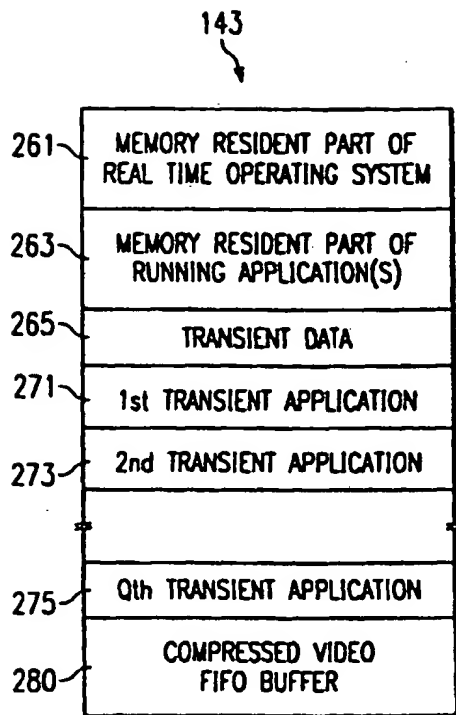 143
261
MEMORY RESIDENT PART OF
REAL TIME OPERATING SYSTEM
263
MEMORY RESIDENT PART OF
RUNNING APPLICATION(S)
265
TRANSIENT DATA
271
1st TRANSIENT APPLICATION
273
2nd TRANSIENT APPLICATION
275
Qth TRANSIENT APPLICATION
280
COMPRESSED VIDEO
FIFO BUFFER